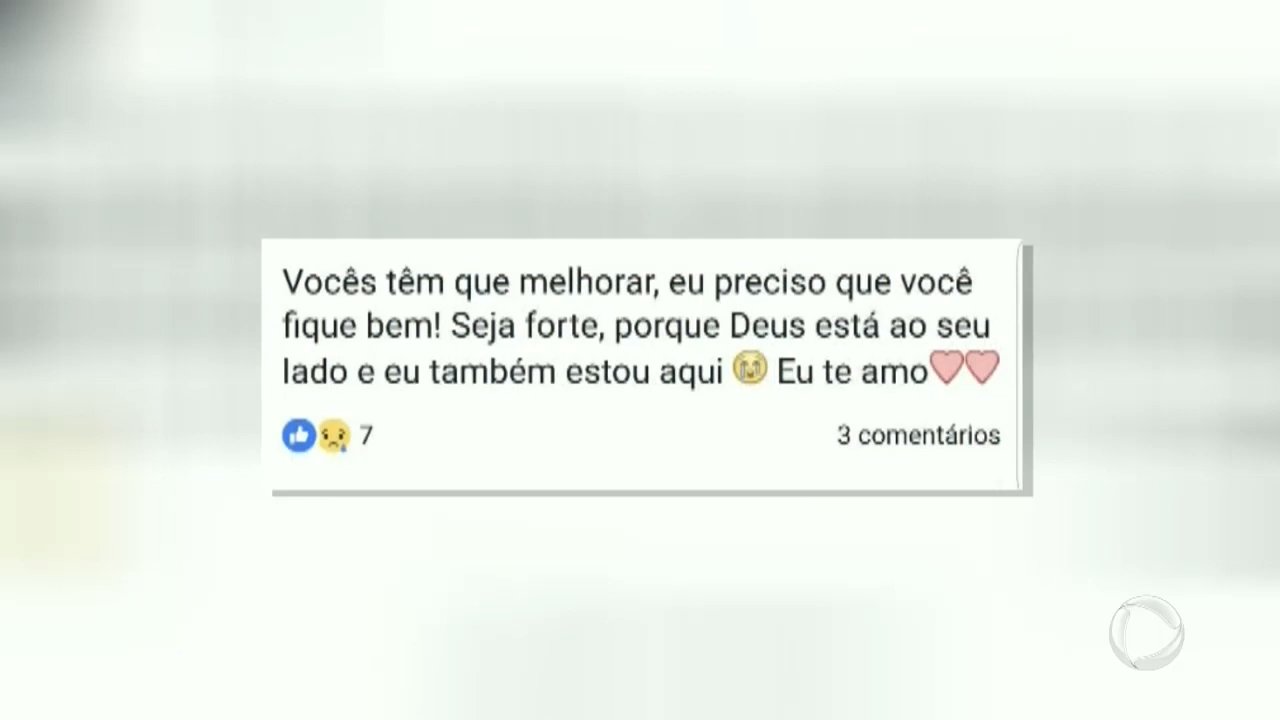 Vocês têm que melhorar, eu preciso que você
fique bem! Seja forte, porque Deus está ao seu
lado e eu também estou aqui 😭 Eu te amo♥♥
7
3 comentários